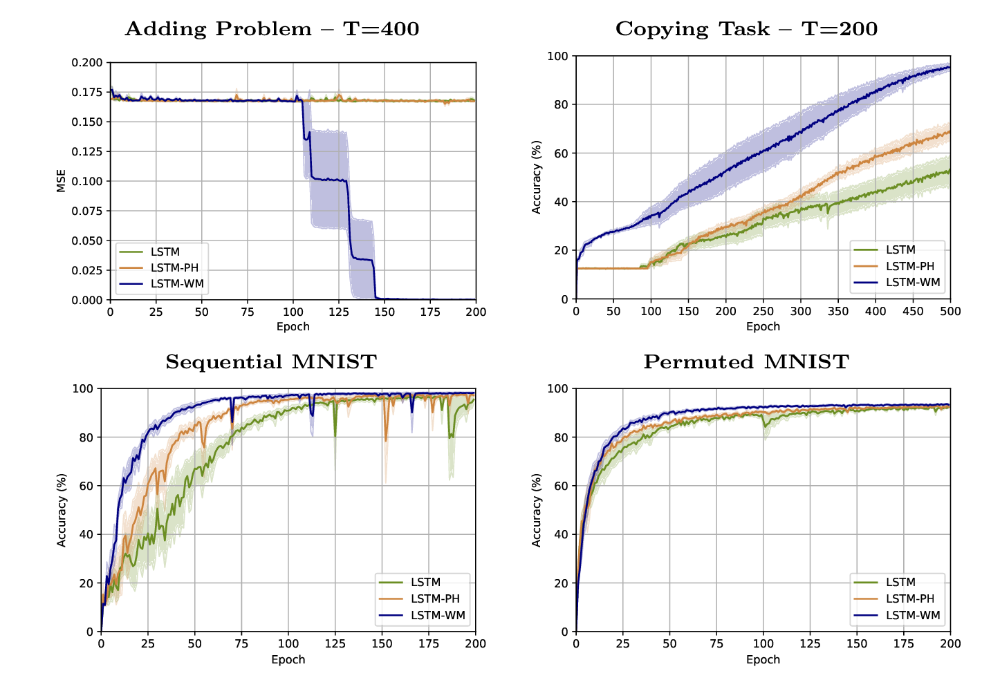 Adding Problem – T=400
0.200
0.175
0.150
0.125
0.100
0.075
0.050
0.025
0.000
MSE
LSTM
LSTM-PH
LSTM-WM
0 25 50 75 100 125 150 175 200
Epoch
Copying Task – T=200
100
80
60
40
20
0
Accuracy (%)
LSTM
LSTM-PH
LSTM-WM
0 50 100 150 200 250 300 350 400 450 500
Epoch
Sequential MNIST
100
80
60
40
20
0
Accuracy (%)
LSTM
LSTM-PH
LSTM-WM
0 25 50 75 100 125 150 175 200
Epoch
Permuted MNIST
100
80
60
40
20
0
Accuracy (%)
LSTM
LSTM-PH
LSTM-WM
0 25 50 75 100 125 150 175 200
Epoch